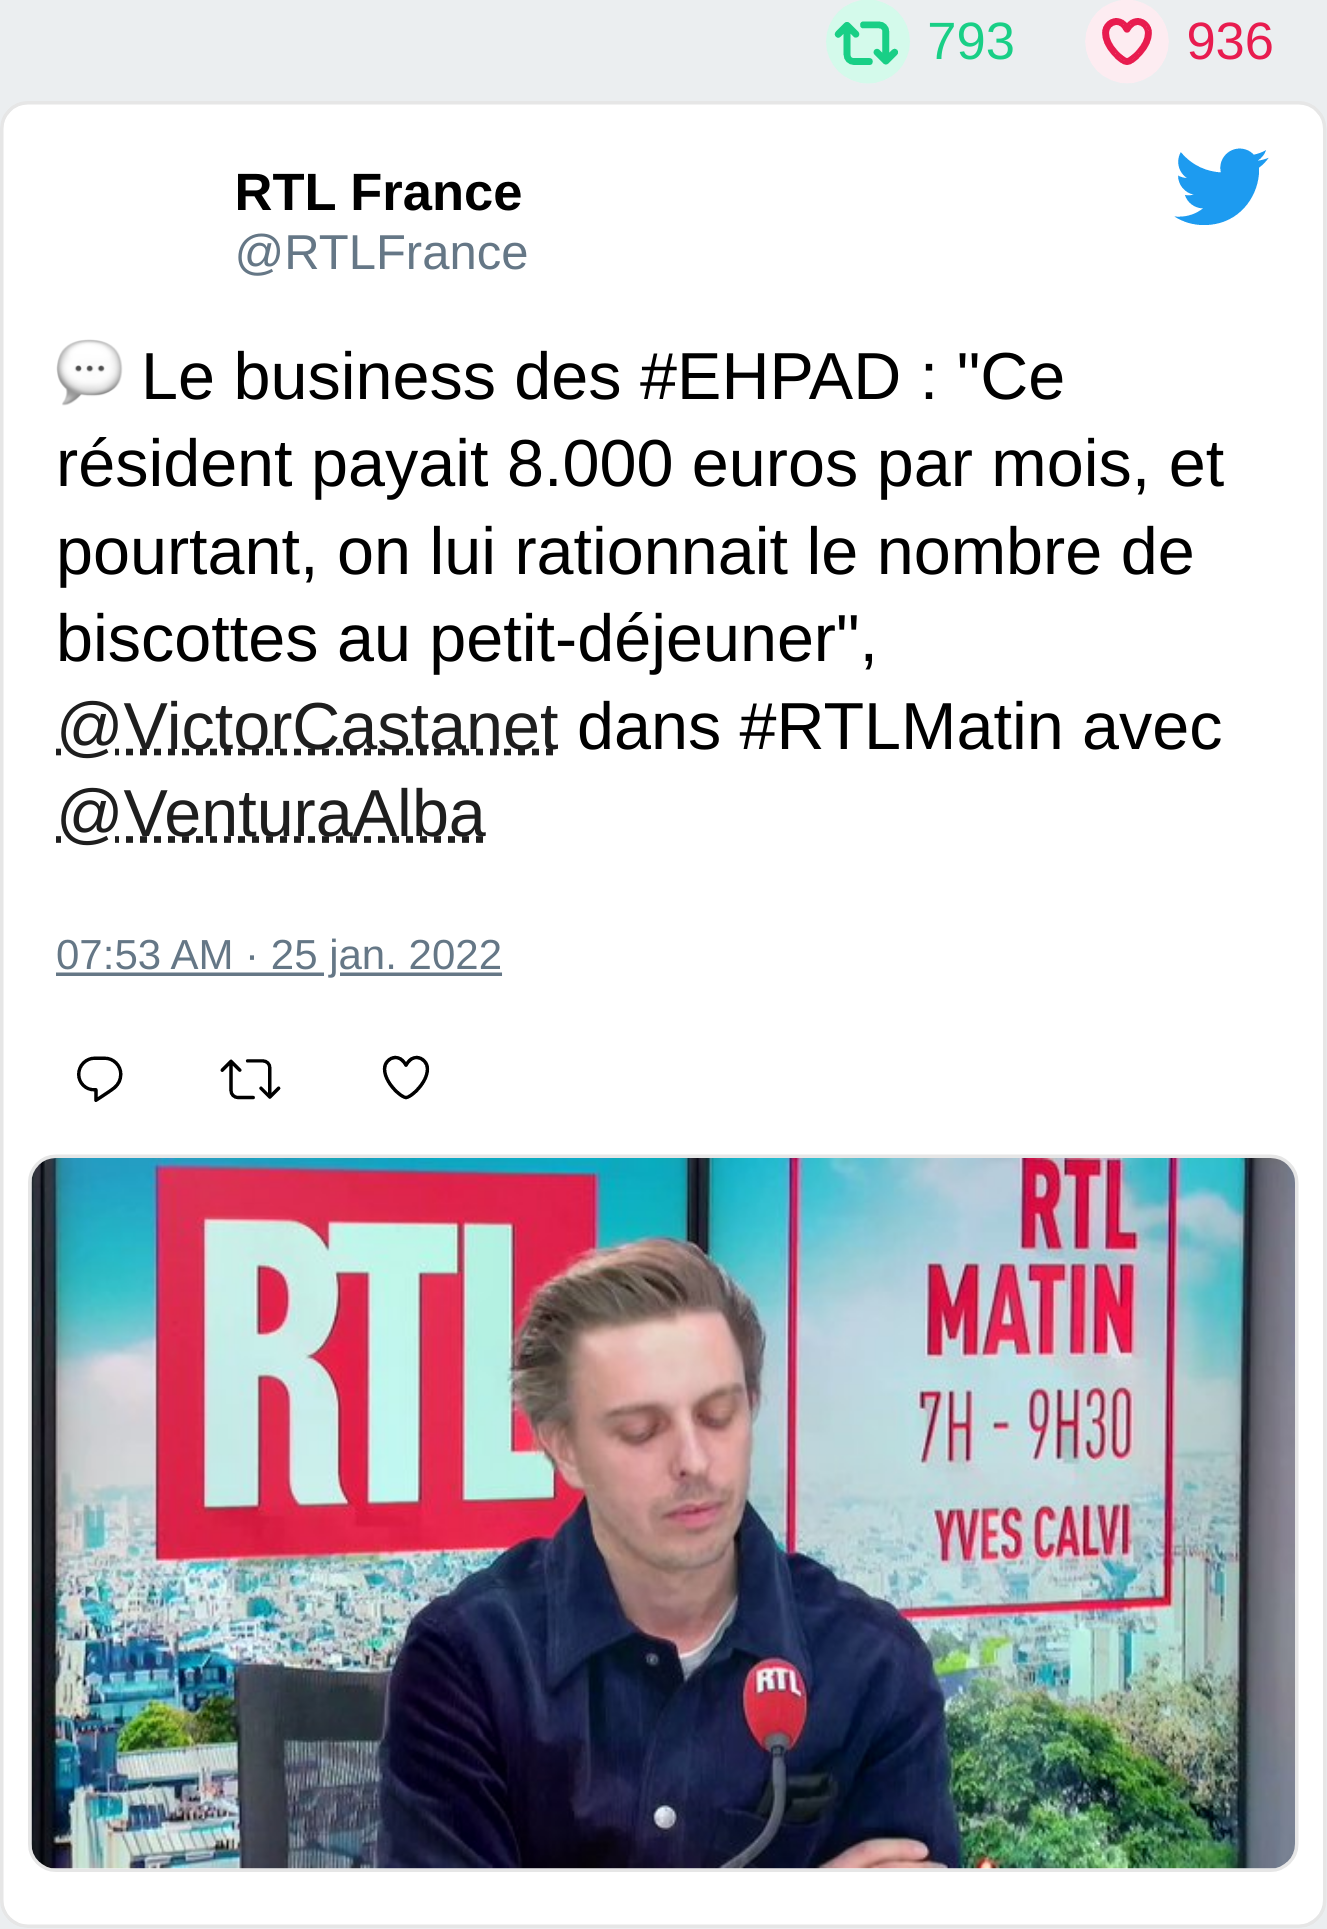 793 936
RTL France
@RTLFrance
💬 Le business des #EHPAD : "Ce
résident payait 8.000 euros par mois, et
pourtant, on lui rationnait le nombre de
biscottes au petit-déjeuner",
@VictorCastanet dans #RTLMatin avec
@VenturaAlba
07:53 AM · 25 jan. 2022
RTL
RTL
MATIN
7H - 9H30
YVES CALVI
RTL